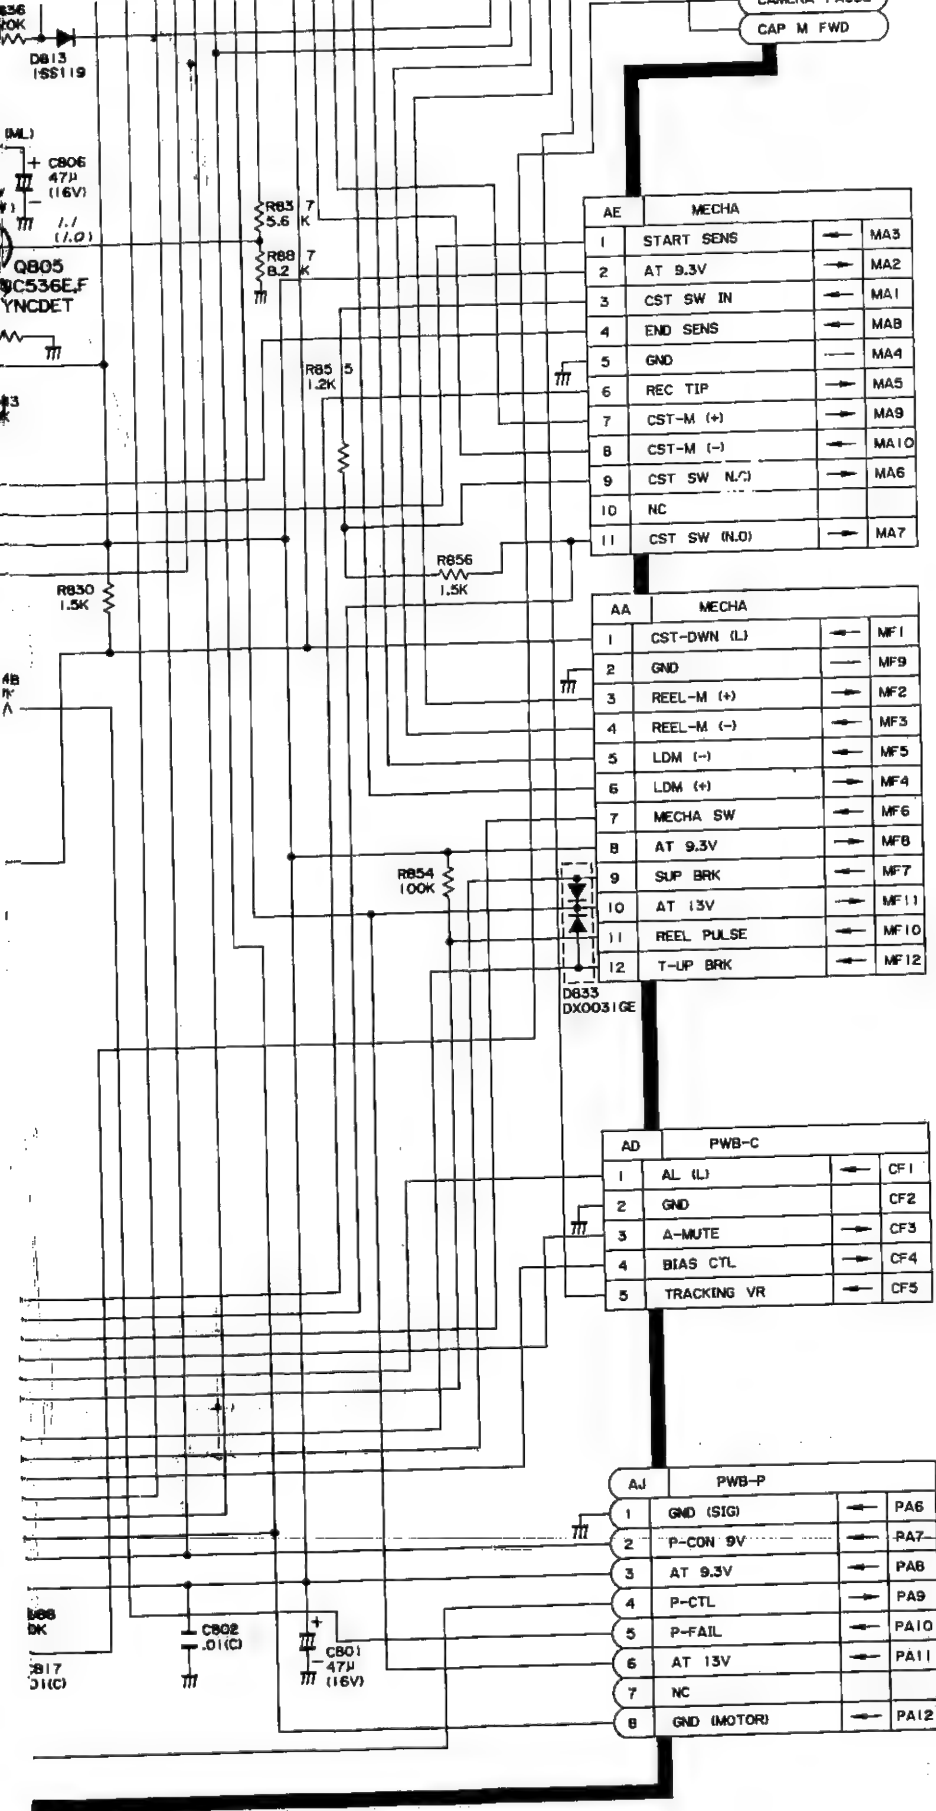 CAP M FWD
D813
1SS119
(ML)
+ C806
47μ
(16V)
1.1
(1.0)
Q805
YNCDET
R83 7
5.6 K
R88 7
8.2 K
R85 5
1.2K
R856
1.5K
R830
1.5K
R854
100K
D833
DX0031GE
AE MECHA
1 START SENS ← MA3
2 AT 9.3V → MA2
3 CST SW IN ← MA1
4 END SENS ← MA8
5 GND — MA4
6 REC TIP → MA5
7 CST-M (+) → MA9
8 CST-M (-) ← MA10
9 CST SW N.C) → MA6
10 NC
11 CST SW (N.O) → MA7
AA MECHA
1 CST-DWN (L) ← MF1
2 GND — MF9
3 REEL-M (+) → MF2
4 REEL-M (-) ← MF3
5 LDM (-) ← MF5
6 LDM (+) → MF4
7 MECHA SW ← MF6
8 AT 9.3V → MF8
9 SUP BRK ← MF7
10 AT 13V → MF11
11 REEL PULSE ← MF10
12 T-UP BRK ← MF12
AD PWB-C
1 AL (L) ← CF1
2 GND CF2
3 A-MUTE → CF3
4 BIAS CTL → CF4
5 TRACKING VR ← CF5
AJ PWB-P
1 GND (SIG) ← PA6
2 P-CON 9V ← PA7
3 AT 9.3V ← PA8
4 P-CTL → PA9
5 P-FAIL ← PA10
6 AT 13V ← PA11
7 NC
8 GND (MOTOR) ← PA12
C802
.01(C)
+
C801
47μ
(16V)